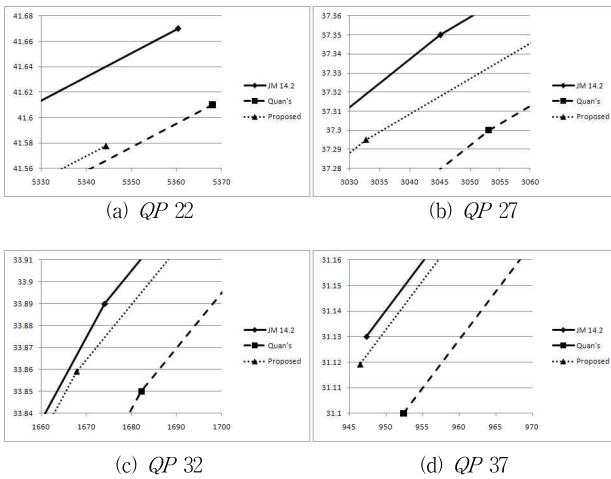 41.68
41.66
41.64
41.62
41.6
41.58
41.56
5330 5340 5350 5360 5370
JM 14.2
Quan's
Proposed
(a) QP 22
37.36
37.35
37.34
37.33
37.32
37.31
37.3
37.29
37.28
3030 3035 3040 3045 3050 3055 3060
JM 14.2
Quan's
Proposed
(b) QP 27
33.91
33.9
33.89
33.88
33.87
33.86
33.85
33.84
1660 1670 1680 1690 1700
JM 14.2
Quan's
Proposed
(c) QP 32
31.16
31.15
31.14
31.13
31.12
31.11
31.1
945 950 955 960 965 970
JM 14.2
Quan's
Proposed
(d) QP 37